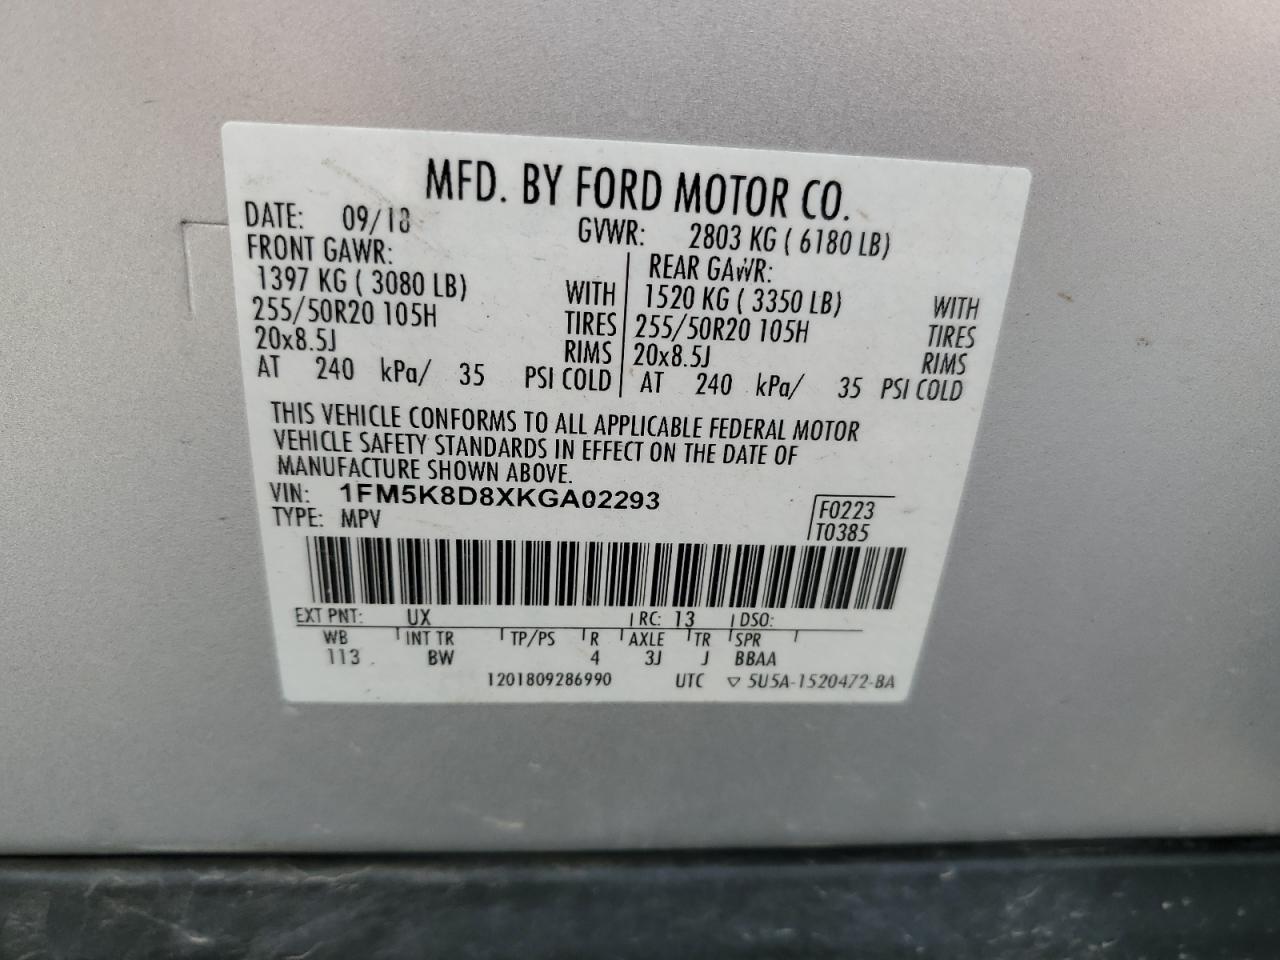 MFD. BY FORD MOTOR CO.
DATE: 09/18 GVWR: 2803 KG ( 6180 LB)
FRONT GAWR: REAR GAWR:
1397 KG ( 3080 LB) WITH 1520 KG ( 3350 LB) WITH
255/50R20 105H TIRES 255/50R20 105H TIRES
20x8.5J RIMS 20x8.5J RIMS
AT 240 kPa/ 35 PSI COLD AT 240 kPa/ 35 PSI COLD
THIS VEHICLE CONFORMS TO ALL APPLICABLE FEDERAL MOTOR
VEHICLE SAFETY STANDARDS IN EFFECT ON THE DATE OF
MANUFACTURE SHOWN ABOVE.
VIN: 1FM5K8D8XKGA02293 F0223
TYPE: MPV T0385
EXT PNT: UX RC: 13 DSO:
WB INT TR TP/PS R AXLE TR SPR
113 BW 4 3J J BBAA
1201809286990 UTC ▽ 5U5A-1520472-BA